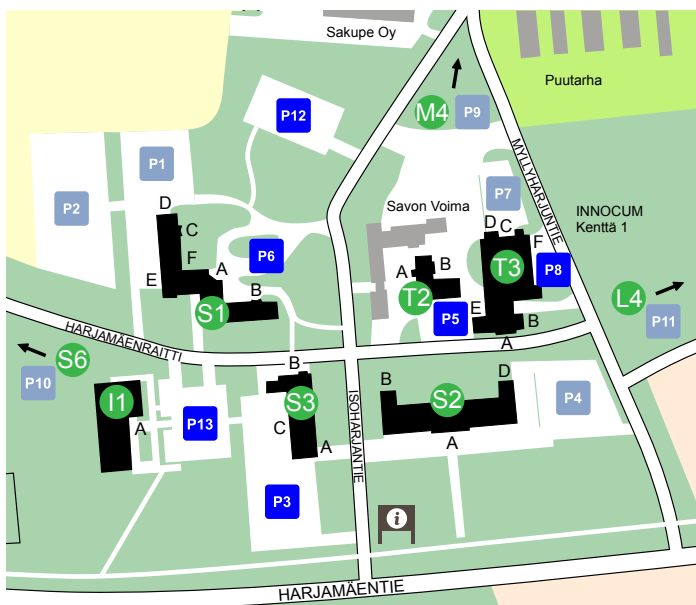 Sakupe Oy
Puutarha
M4
P9
P12
P1
P2
P7
D
C
Savon Voima
INNOCUM
Kenttä 1
MYLLYHARJUNTIE
D
C
F
E
F
A
B
P6
S1
A
B
T2
P5
T3
P8
E
B
A
L4
P11
HARJAMÄENRAITTI
S6
P10
I1
A
P13
B
S3
C
A
P3
ISOHARJANTIE
B
S2
D
A
P4
i
HARJAMÄENTIE